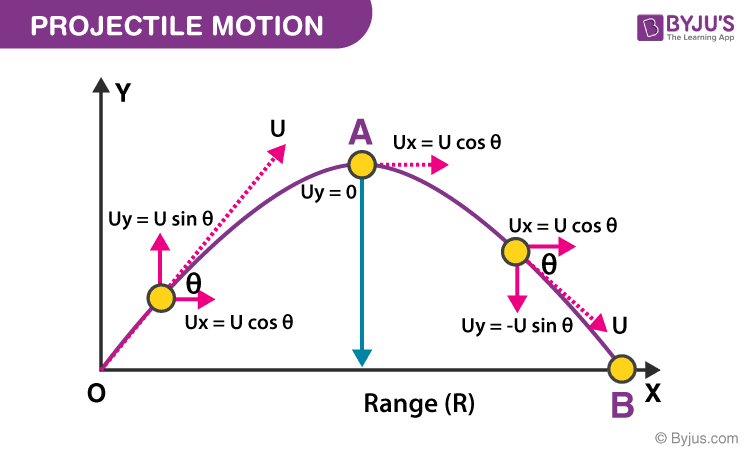 PROJECTILE MOTION
BYJU'S
The Learning App
Y
U
A
Ux = U cos θ
Uy = 0
Uy = U sin θ
θ
Ux = U cos θ
Ux = U cos θ
θ
Uy = -U sin θ
U
O
Range (R)
B
X
© Byjus.com